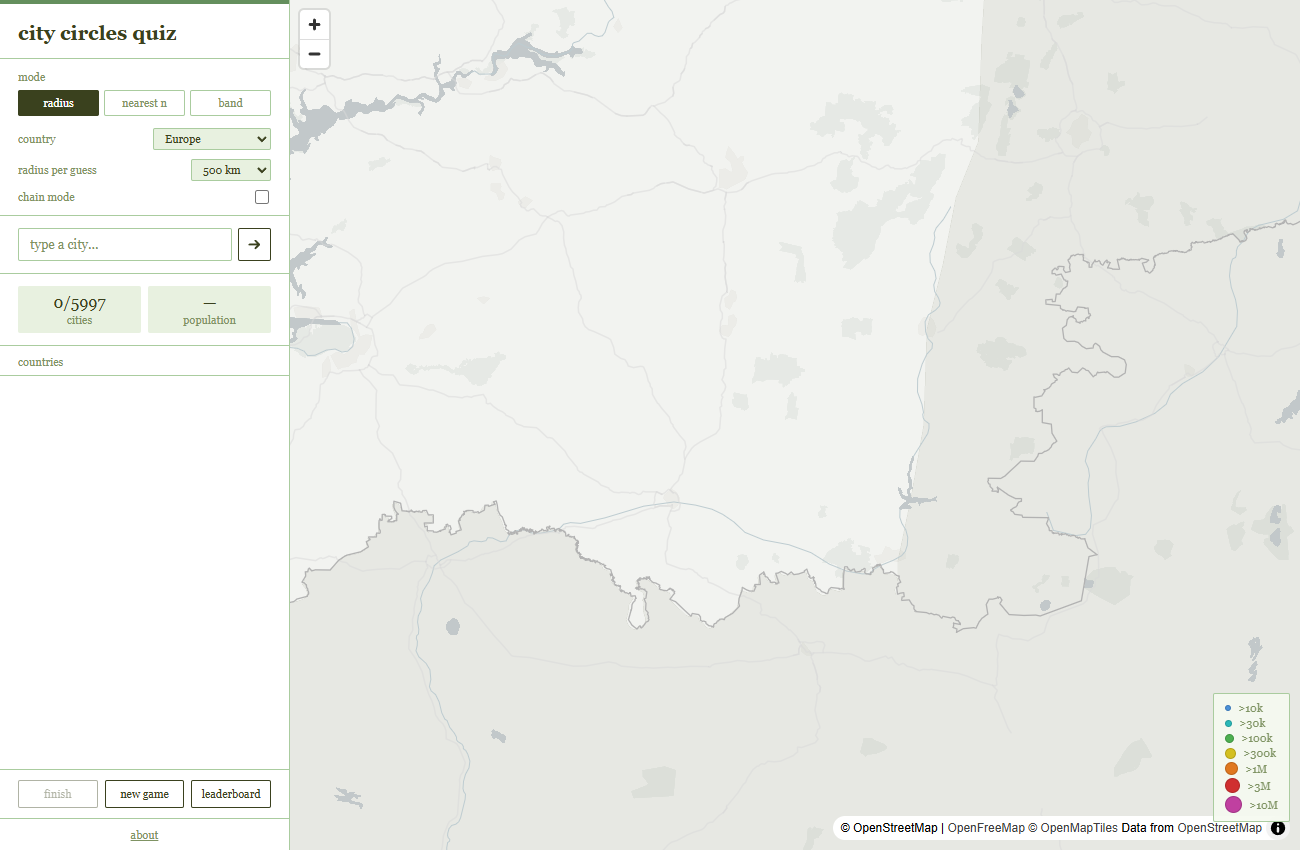 city circles quiz
mode
radius
nearest n
band
country
Europe
radius per guess
500 km
chain mode
type a city...
0/5997
cities
—
population
countries
finish
new game
leaderboard
about
>10k
>30k
>100k
>300k
>1M
>3M
>10M
© OpenStreetMap | OpenFreeMap © OpenMapTiles Data from OpenStreetMap